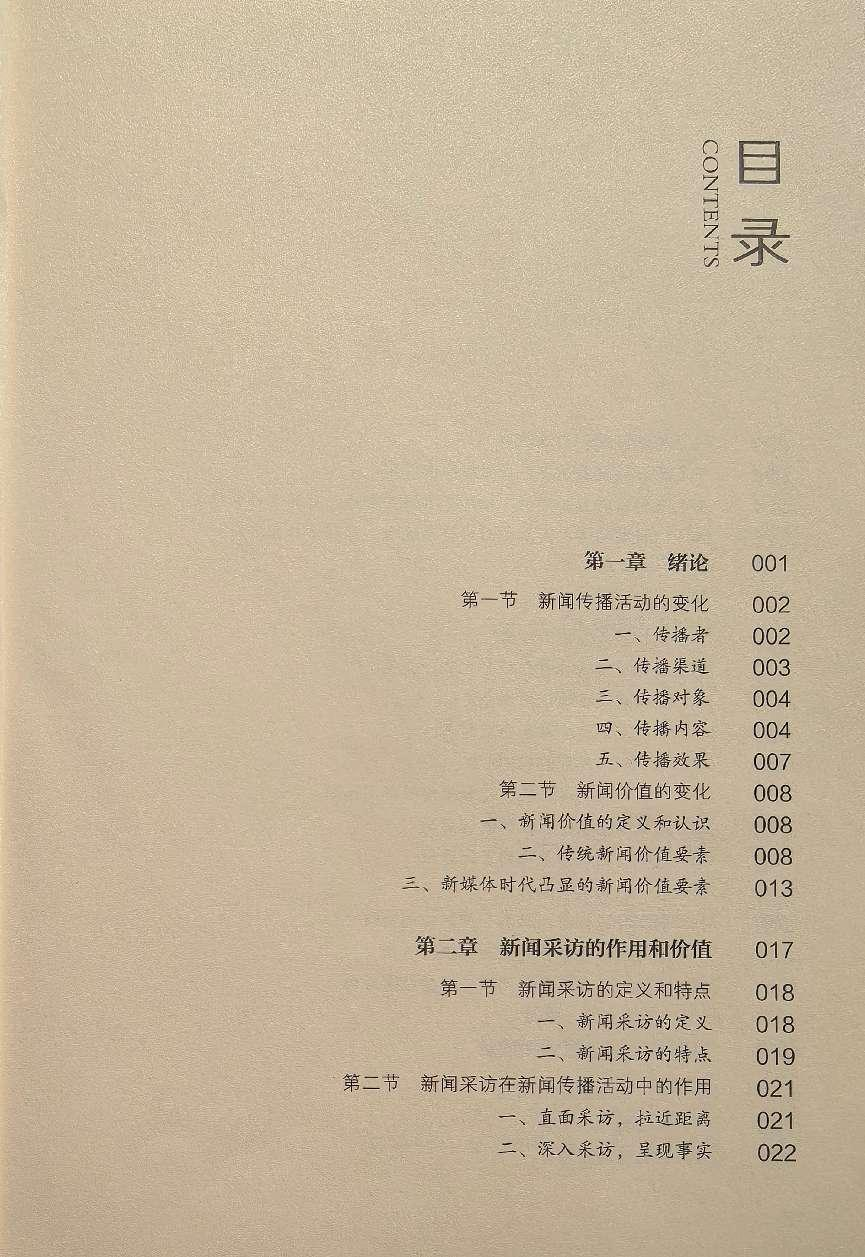 目录
CONTENTS
第一章 绪论 001
第一节 新闻传播活动的变化 002
一、传播者 002
二、传播渠道 003
三、传播对象 004
四、传播内容 004
五、传播效果 007
第二节 新闻价值的变化 008
一、新闻价值的定义和认识 008
二、传统新闻价值要素 008
三、新媒体时代凸显的新闻价值要素 013
第二章 新闻采访的作用和价值 017
第一节 新闻采访的定义和特点 018
一、新闻采访的定义 018
二、新闻采访的特点 019
第二节 新闻采访在新闻传播活动中的作用 021
一、直面采访，拉近距离 021
二、深入采访，呈现事实 022